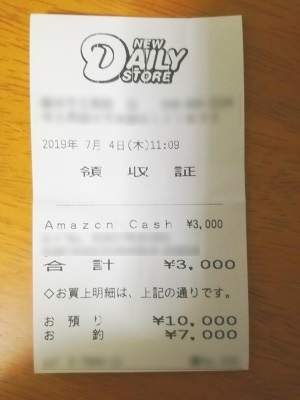 NEW
DAILY
STORE
2019年 7月 4日(木)11:09
領 収 証
Amazon Cash ¥3,000
合 計 ¥3,000
◇お買上明細は、上記の通りです。
お 預 り ¥10,000
お 釣 ¥7,000